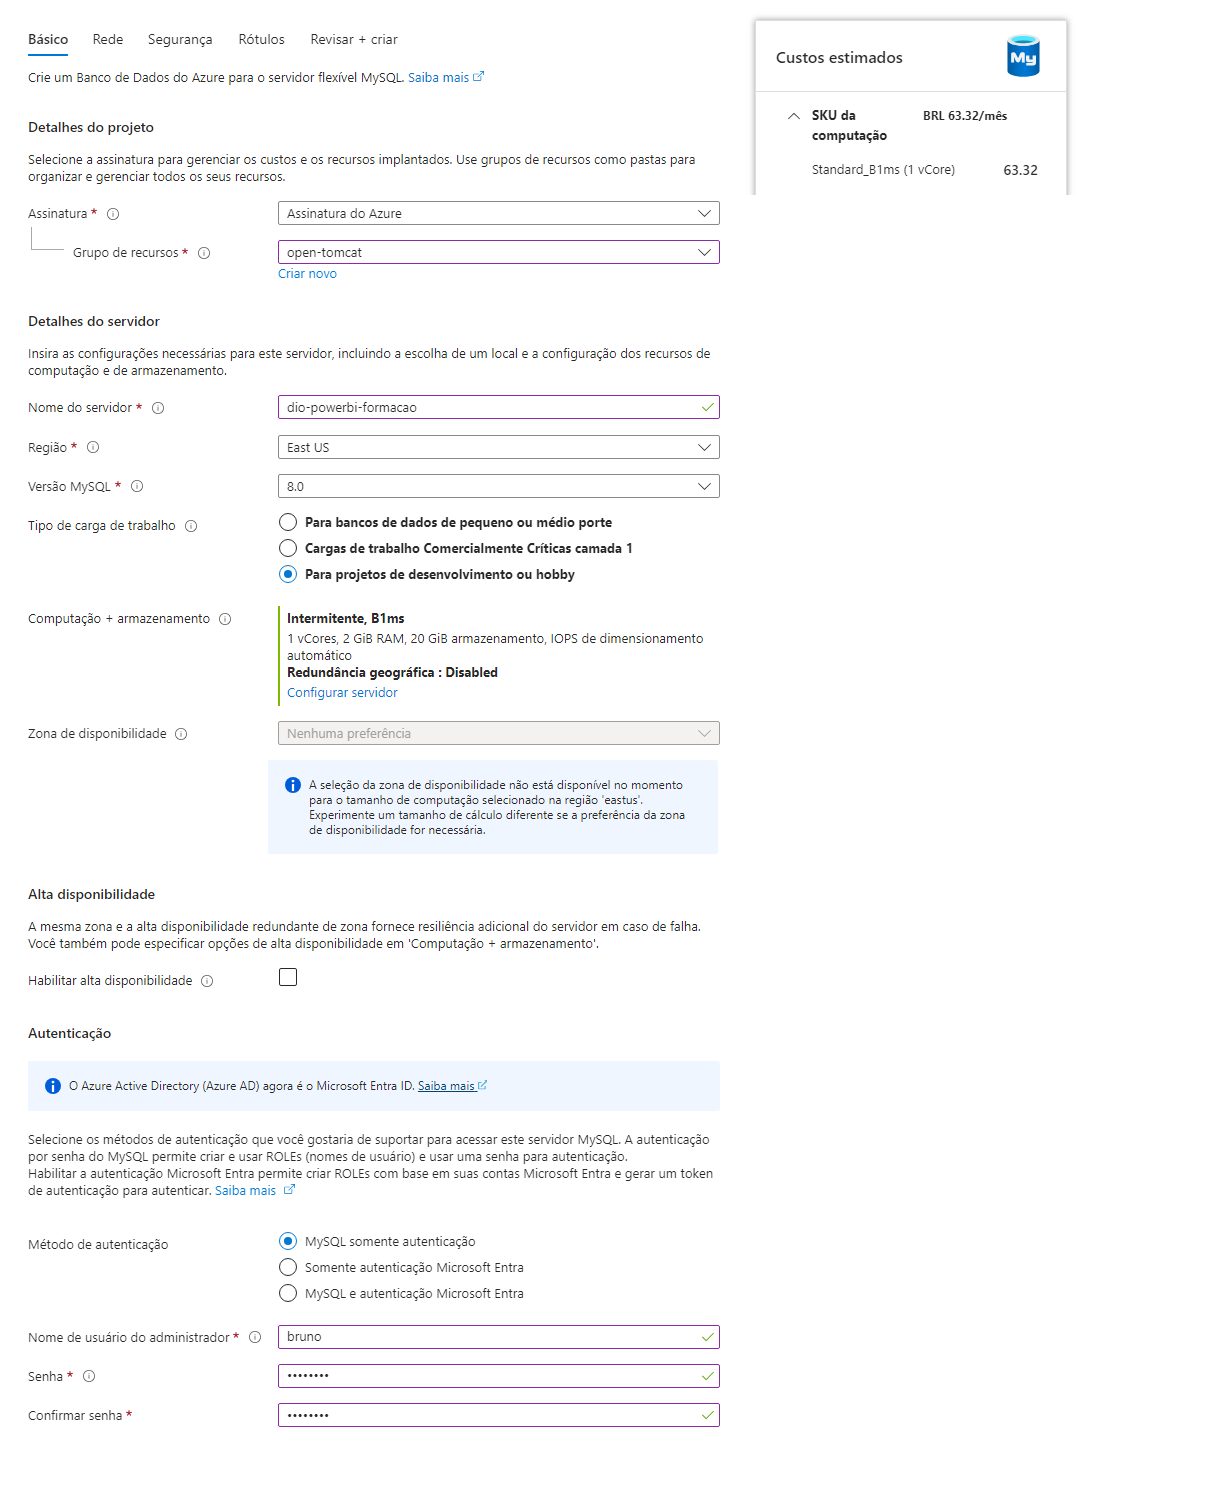 Básico Rede Segurança Rótulos Revisar + criar
Crie um Banco de Dados do Azure para o servidor flexível MySQL. Saiba mais
Detalhes do projeto
Selecione a assinatura para gerenciar os custos e os recursos implantados. Use grupos de recursos como pastas para
organizar e gerenciar todos os seus recursos.
Assinatura * Assinatura do Azure
Grupo de recursos * open-tomcat
Criar novo
Detalhes do servidor
Insira as configurações necessárias para este servidor, incluindo a escolha de um local e a configuração dos recursos de
computação e de armazenamento.
Nome do servidor * dio-powerbi-formacao
Região * East US
Versão MySQL * 8.0
Tipo de carga de trabalho
Para bancos de dados de pequeno ou médio porte
Cargas de trabalho Comercialmente Críticas camada 1
Para projetos de desenvolvimento ou hobby
Computação + armazenamento
Intermitente, B1ms
1 vCores, 2 GiB RAM, 20 GiB armazenamento, IOPS de dimensionamento
automático
Redundância geográfica : Disabled
Configurar servidor
Zona de disponibilidade Nenhuma preferência
A seleção da zona de disponibilidade não está disponível no momento
para o tamanho de computação selecionado na região 'eastus'.
Experimente um tamanho de cálculo diferente se a preferência da zona
de disponibilidade for necessária.
Alta disponibilidade
A mesma zona e a alta disponibilidade redundante de zona fornece resiliência adicional do servidor em caso de falha.
Você também pode especificar opções de alta disponibilidade em 'Computação + armazenamento'.
Habilitar alta disponibilidade
Autenticação
O Azure Active Directory (Azure AD) agora é o Microsoft Entra ID. Saiba mais
Selecione os métodos de autenticação que você gostaria de suportar para acessar este servidor MySQL. A autenticação
por senha do MySQL permite criar e usar ROLEs (nomes de usuário) e usar uma senha para autenticação.
Habilitar a autenticação Microsoft Entra permite criar ROLEs com base em suas contas Microsoft Entra e gerar um token
de autenticação para autenticar. Saiba mais
Método de autenticação
MySQL somente autenticação
Somente autenticação Microsoft Entra
MySQL e autenticação Microsoft Entra
Nome de usuário do administrador * bruno
Senha * ••••••••
Confirmar senha * ••••••••
Custos estimados
My
SKU da BRL 63.32/mês
computação
Standard_B1ms (1 vCore) 63.32